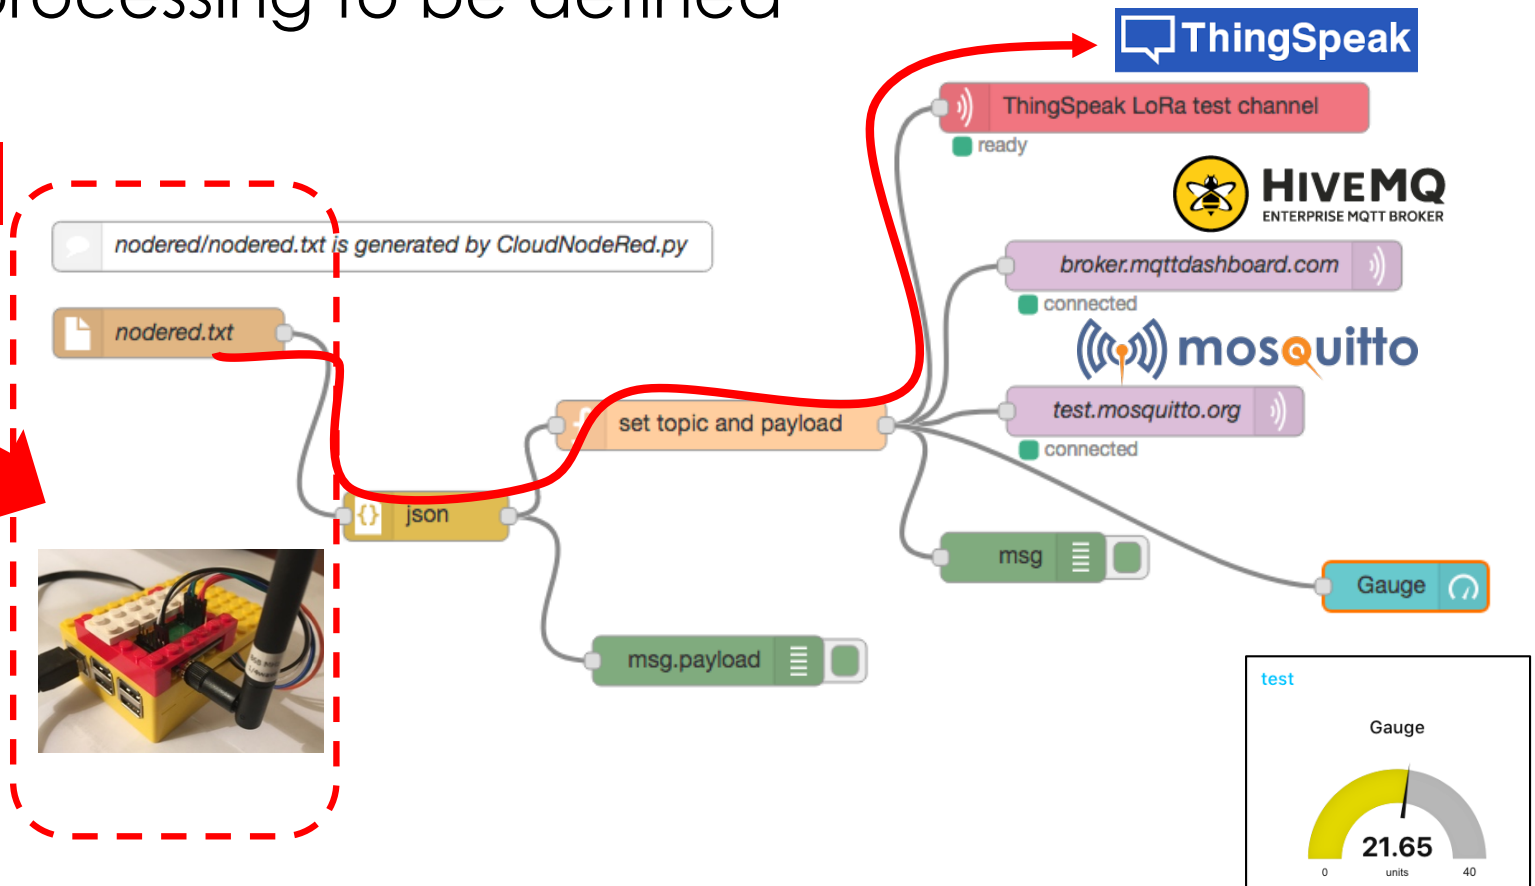 processing to be defined
ThingSpeak
ThingSpeak LoRa test channel
ready
HIVEMQ
ENTERPRISE MQTT BROKER
nodered/nodered.txt is generated by CloudNodeRed.py
broker.mqttdashboard.com
connected
nodered.txt
mosquitto
set topic and payload
test.mosquitto.org
connected
{} json
msg
Gauge
msg.payload
test
Gauge
21.65
0 units 40